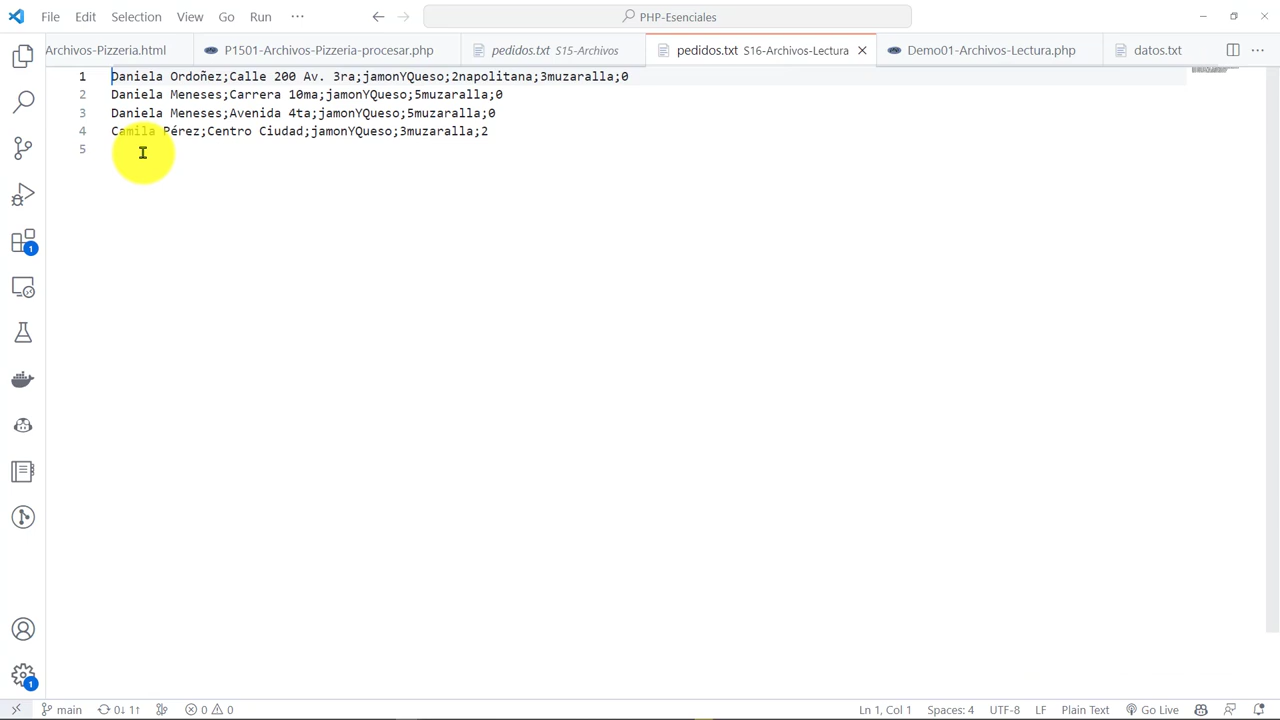 File Edit Selection View Go Run ··· PHP-Esenciales
Archivos-Pizzeria.html P1501-Archivos-Pizzeria-procesar.php pedidos.txt S15-Archivos pedidos.txt S16-Archivos-Lectura Demo01-Archivos-Lectura.php datos.txt
1 Daniela Ordoñez;Calle 200 Av. 3ra;jamonYQueso;2napolitana;3muzaralla;0
2 Daniela Meneses;Carrera 10ma;jamonYQueso;5muzaralla;0
3 Daniela Meneses;Avenida 4ta;jamonYQueso;5muzaralla;0
4 Camila Pérez;Centro Ciudad;jamonYQueso;3muzaralla;2
5
1
1
main 0↓ 1↑ 0 0 Ln 1, Col 1 Spaces: 4 UTF-8 LF Plain Text Go Live